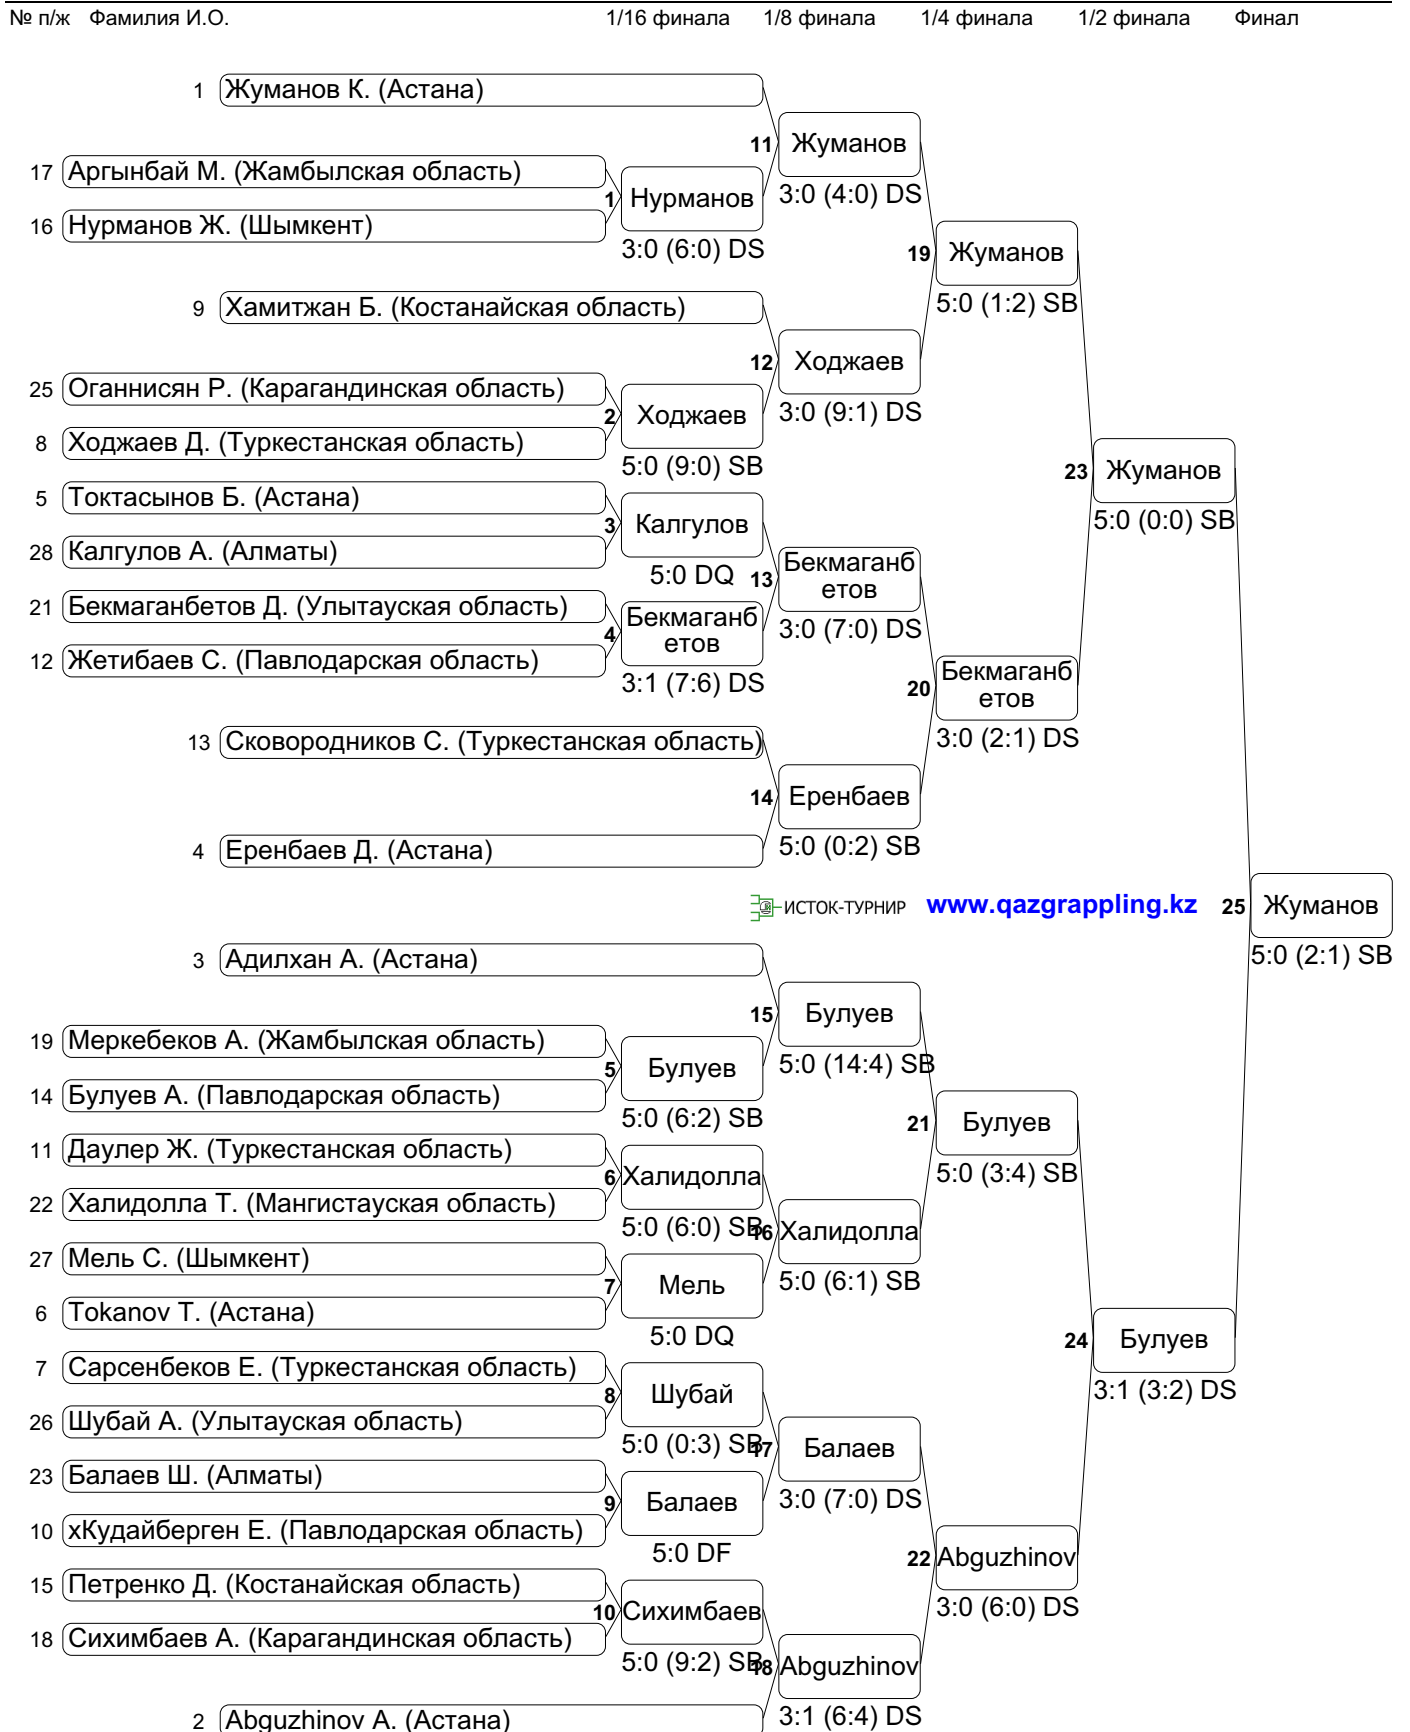 № п/ж Фамилия И.О. 1/16 финала 1/8 финала 1/4 финала 1/2 финала Финал
1 Жуманов К. (Астана)
11 Жуманов
17 Аргынбай М. (Жамбылская область)
3:0 (4:0) DS
1 Нурманов
16 Нурманов Ж. (Шымкент)
3:0 (6:0) DS
19 Жуманов
5:0 (1:2) SB
9 Хамитжан Б. (Костанайская область)
12 Ходжаев
25 Оганнисян Р. (Карагандинская область)
3:0 (9:1) DS
2 Ходжаев
8 Ходжаев Д. (Туркестанская область)
5:0 (9:0) SB
23 Жуманов
5:0 (0:0) SB
5 Токтасынов Б. (Астана)
3 Калгулов
28 Калгулов А. (Алматы)
5:0 DQ
13 Бекмаганб
етов
3:0 (7:0) DS
21 Бекмаганбетов Д. (Улытауская область)
4 Бекмаганб
етов
12 Жетибаев С. (Павлодарская область)
3:1 (7:6) DS
20 Бекмаганб
етов
3:0 (2:1) DS
13 Сковородников С. (Туркестанская область)
14 Еренбаев
4 Еренбаев Д. (Астана)
5:0 (0:2) SB
ИСТОК-ТУРНИР www.qazgrappling.kz 25 Жуманов
5:0 (2:1) SB
3 Адилхан А. (Астана)
15 Булуев
19 Меркебеков А. (Жамбылская область)
5:0 (14:4) SB
5 Булуев
14 Булуев А. (Павлодарская область)
5:0 (6:2) SB
21 Булуев
5:0 (3:4) SB
11 Даулер Ж. (Туркестанская область)
6 Халидолла
22 Халидолла Т. (Мангистауская область)
5:0 (6:0) SB
16 Халидолла
5:0 (6:1) SB
27 Мель С. (Шымкент)
7 Мель
6 Tokanov T. (Астана)
5:0 DQ
24 Булуев
3:1 (3:2) DS
7 Сарсенбеков Е. (Туркестанская область)
8 Шубай
26 Шубай А. (Улытауская область)
5:0 (0:3) SB
17 Балаев
3:0 (7:0) DS
23 Балаев Ш. (Алматы)
9 Балаев
10 хКудайберген Е. (Павлодарская область)
5:0 DF
22 Abguzhinov
3:0 (6:0) DS
15 Петренко Д. (Костанайская область)
10 Сихимбаев
18 Сихимбаев А. (Карагандинская область)
5:0 (9:2) SB
18 Abguzhinov
3:1 (6:4) DS
2 Abguzhinov A. (Астана)